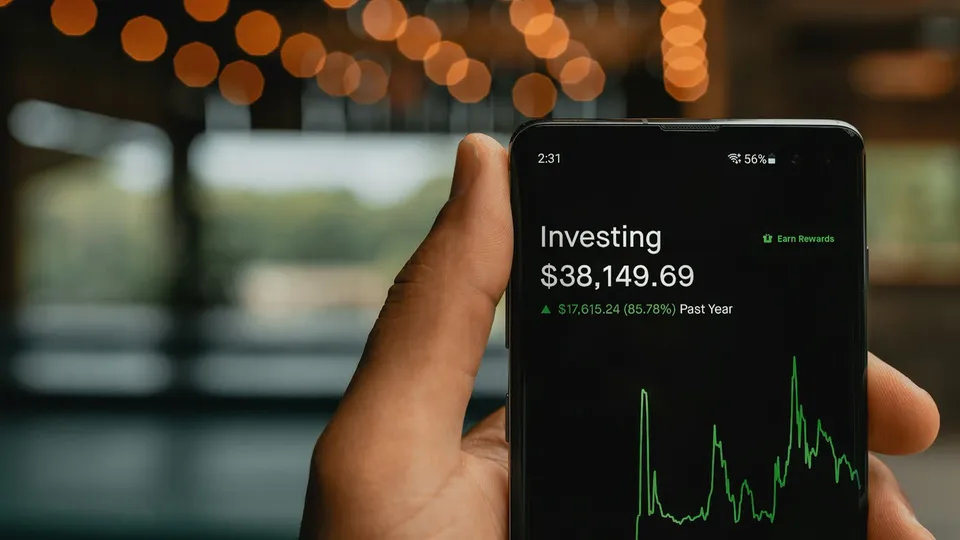 2:31
56%
Investing
Earn Rewards
$38,149.69
▲ $17,615.24 (85.78%) Past Year